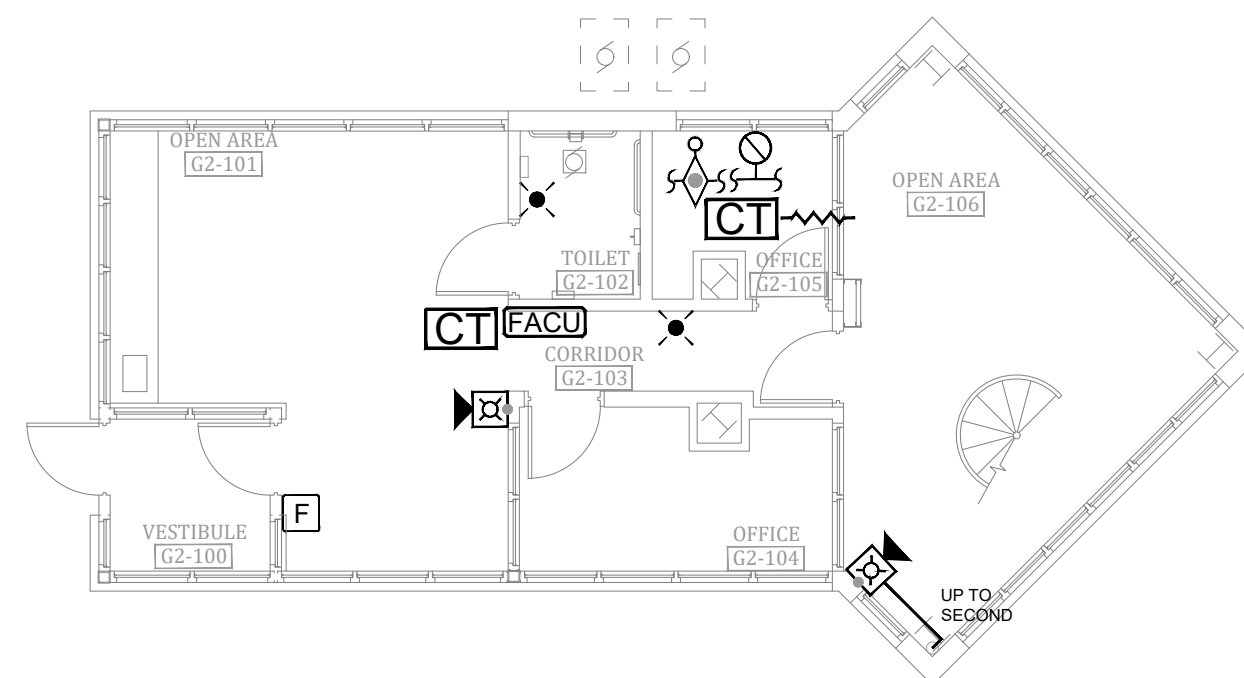 OPEN AREA
G2-101
OPEN AREA
G2-106
CT
TOILET
G2-102
OFFICE
G2-105
CT
FACU
CORRIDOR
G2-103
F
VESTIBULE
G2-100
OFFICE
G2-104
UP TO
SECOND